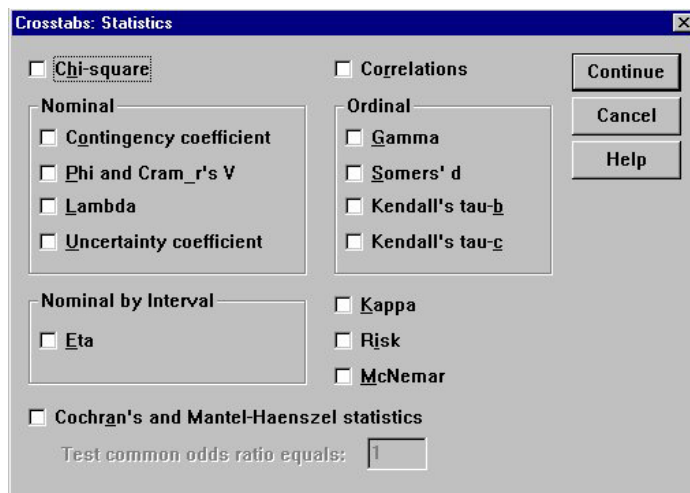 Crosstabs: Statistics
Chi-square
Correlations
Continue
Nominal
Ordinal
Cancel
Contingency coefficient
Gamma
Help
Phi and Cram_r's V
Somers' d
Lambda
Kendall's tau-b
Uncertainty coefficient
Kendall's tau-c
Nominal by Interval
Kappa
Eta
Risk
McNemar
Cochran's and Mantel-Haenszel statistics
Test common odds ratio equals: 1